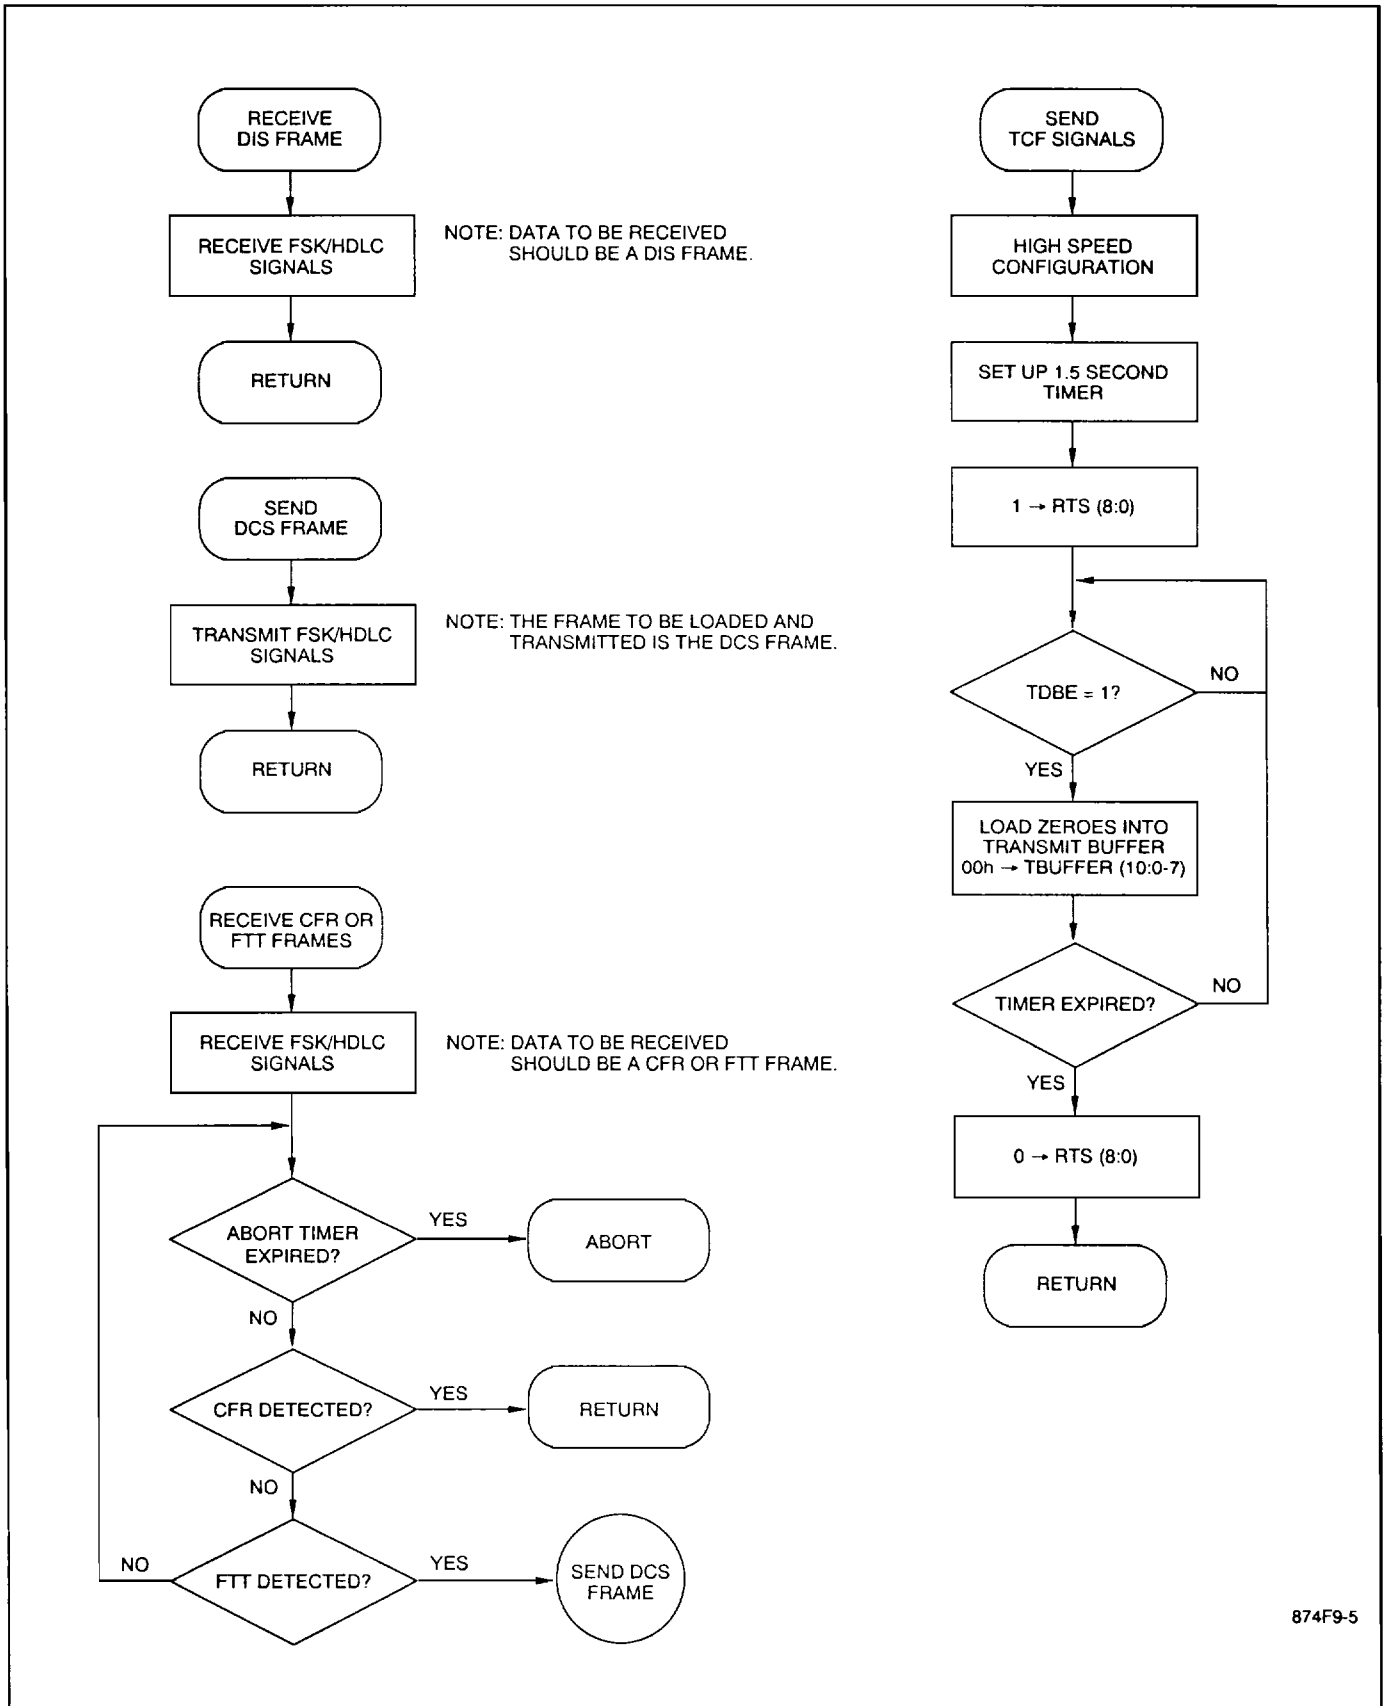 RECEIVE
DIS FRAME
RECEIVE FSK/HDLC
SIGNALS
NOTE: DATA TO BE RECEIVED
SHOULD BE A DIS FRAME.
RETURN
SEND
DCS FRAME
TRANSMIT FSK/HDLC
SIGNALS
NOTE: THE FRAME TO BE LOADED AND
TRANSMITTED IS THE DCS FRAME.
RETURN
RECEIVE CFR OR
FTT FRAMES
RECEIVE FSK/HDLC
SIGNALS
NOTE: DATA TO BE RECEIVED
SHOULD BE A CFR OR FTT FRAME.
ABORT TIMER
EXPIRED?
YES
ABORT
NO
CFR DETECTED?
YES
RETURN
NO
FTT DETECTED?
NO
YES
SEND DCS
FRAME
SEND
TCF SIGNALS
HIGH SPEED
CONFIGURATION
SET UP 1.5 SECOND
TIMER
1 → RTS (8:0)
TDBE = 1?
NO
YES
LOAD ZEROES INTO
TRANSMIT BUFFER
00h → TBUFFER (10:0-7)
TIMER EXPIRED?
NO
YES
0 → RTS (8:0)
RETURN
874F9-5